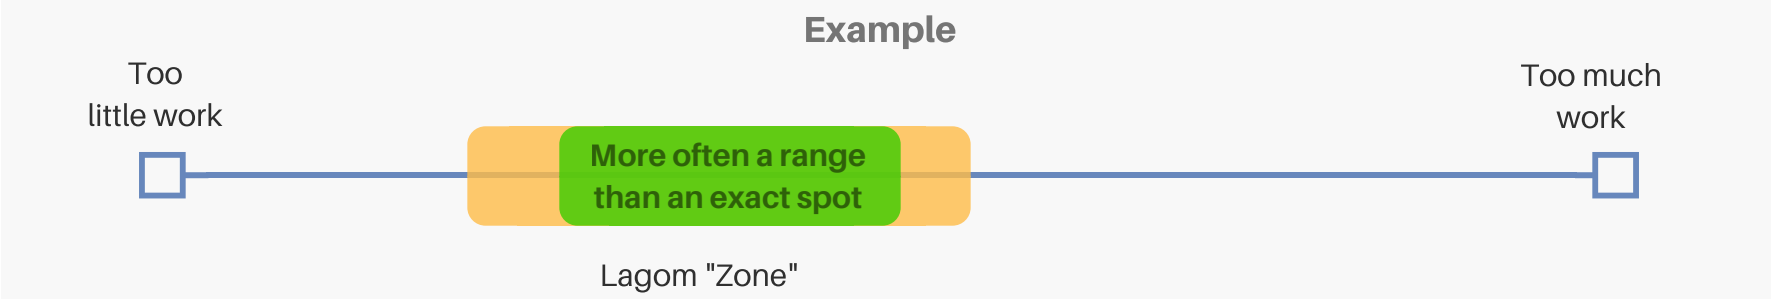 Example
Too
little work
Too much
work
More often a range
than an exact spot
Lagom "Zone"